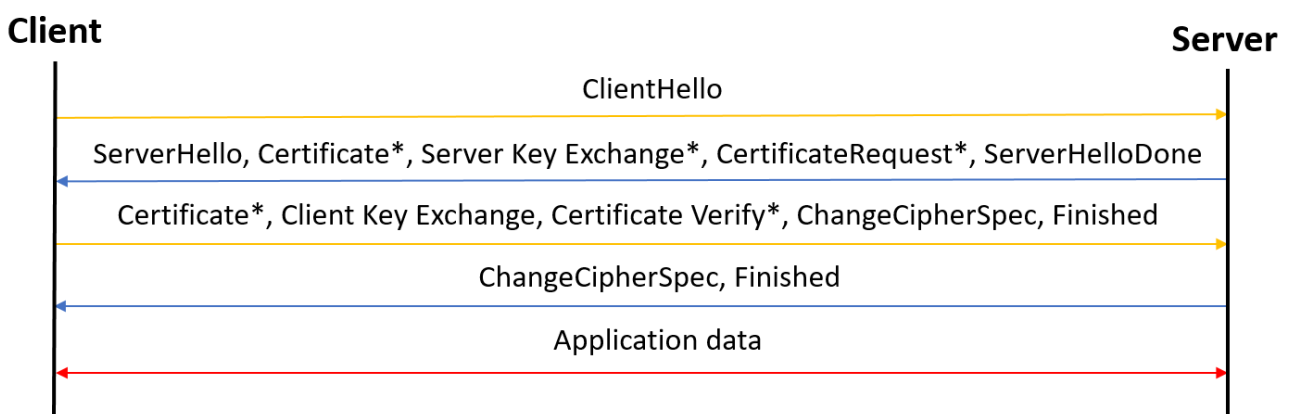 Client
Server
ClientHello
ServerHello, Certificate*, Server Key Exchange*, CertificateRequest*, ServerHelloDone
Certificate*, Client Key Exchange, Certificate Verify*, ChangeCipherSpec, Finished
ChangeCipherSpec, Finished
Application data